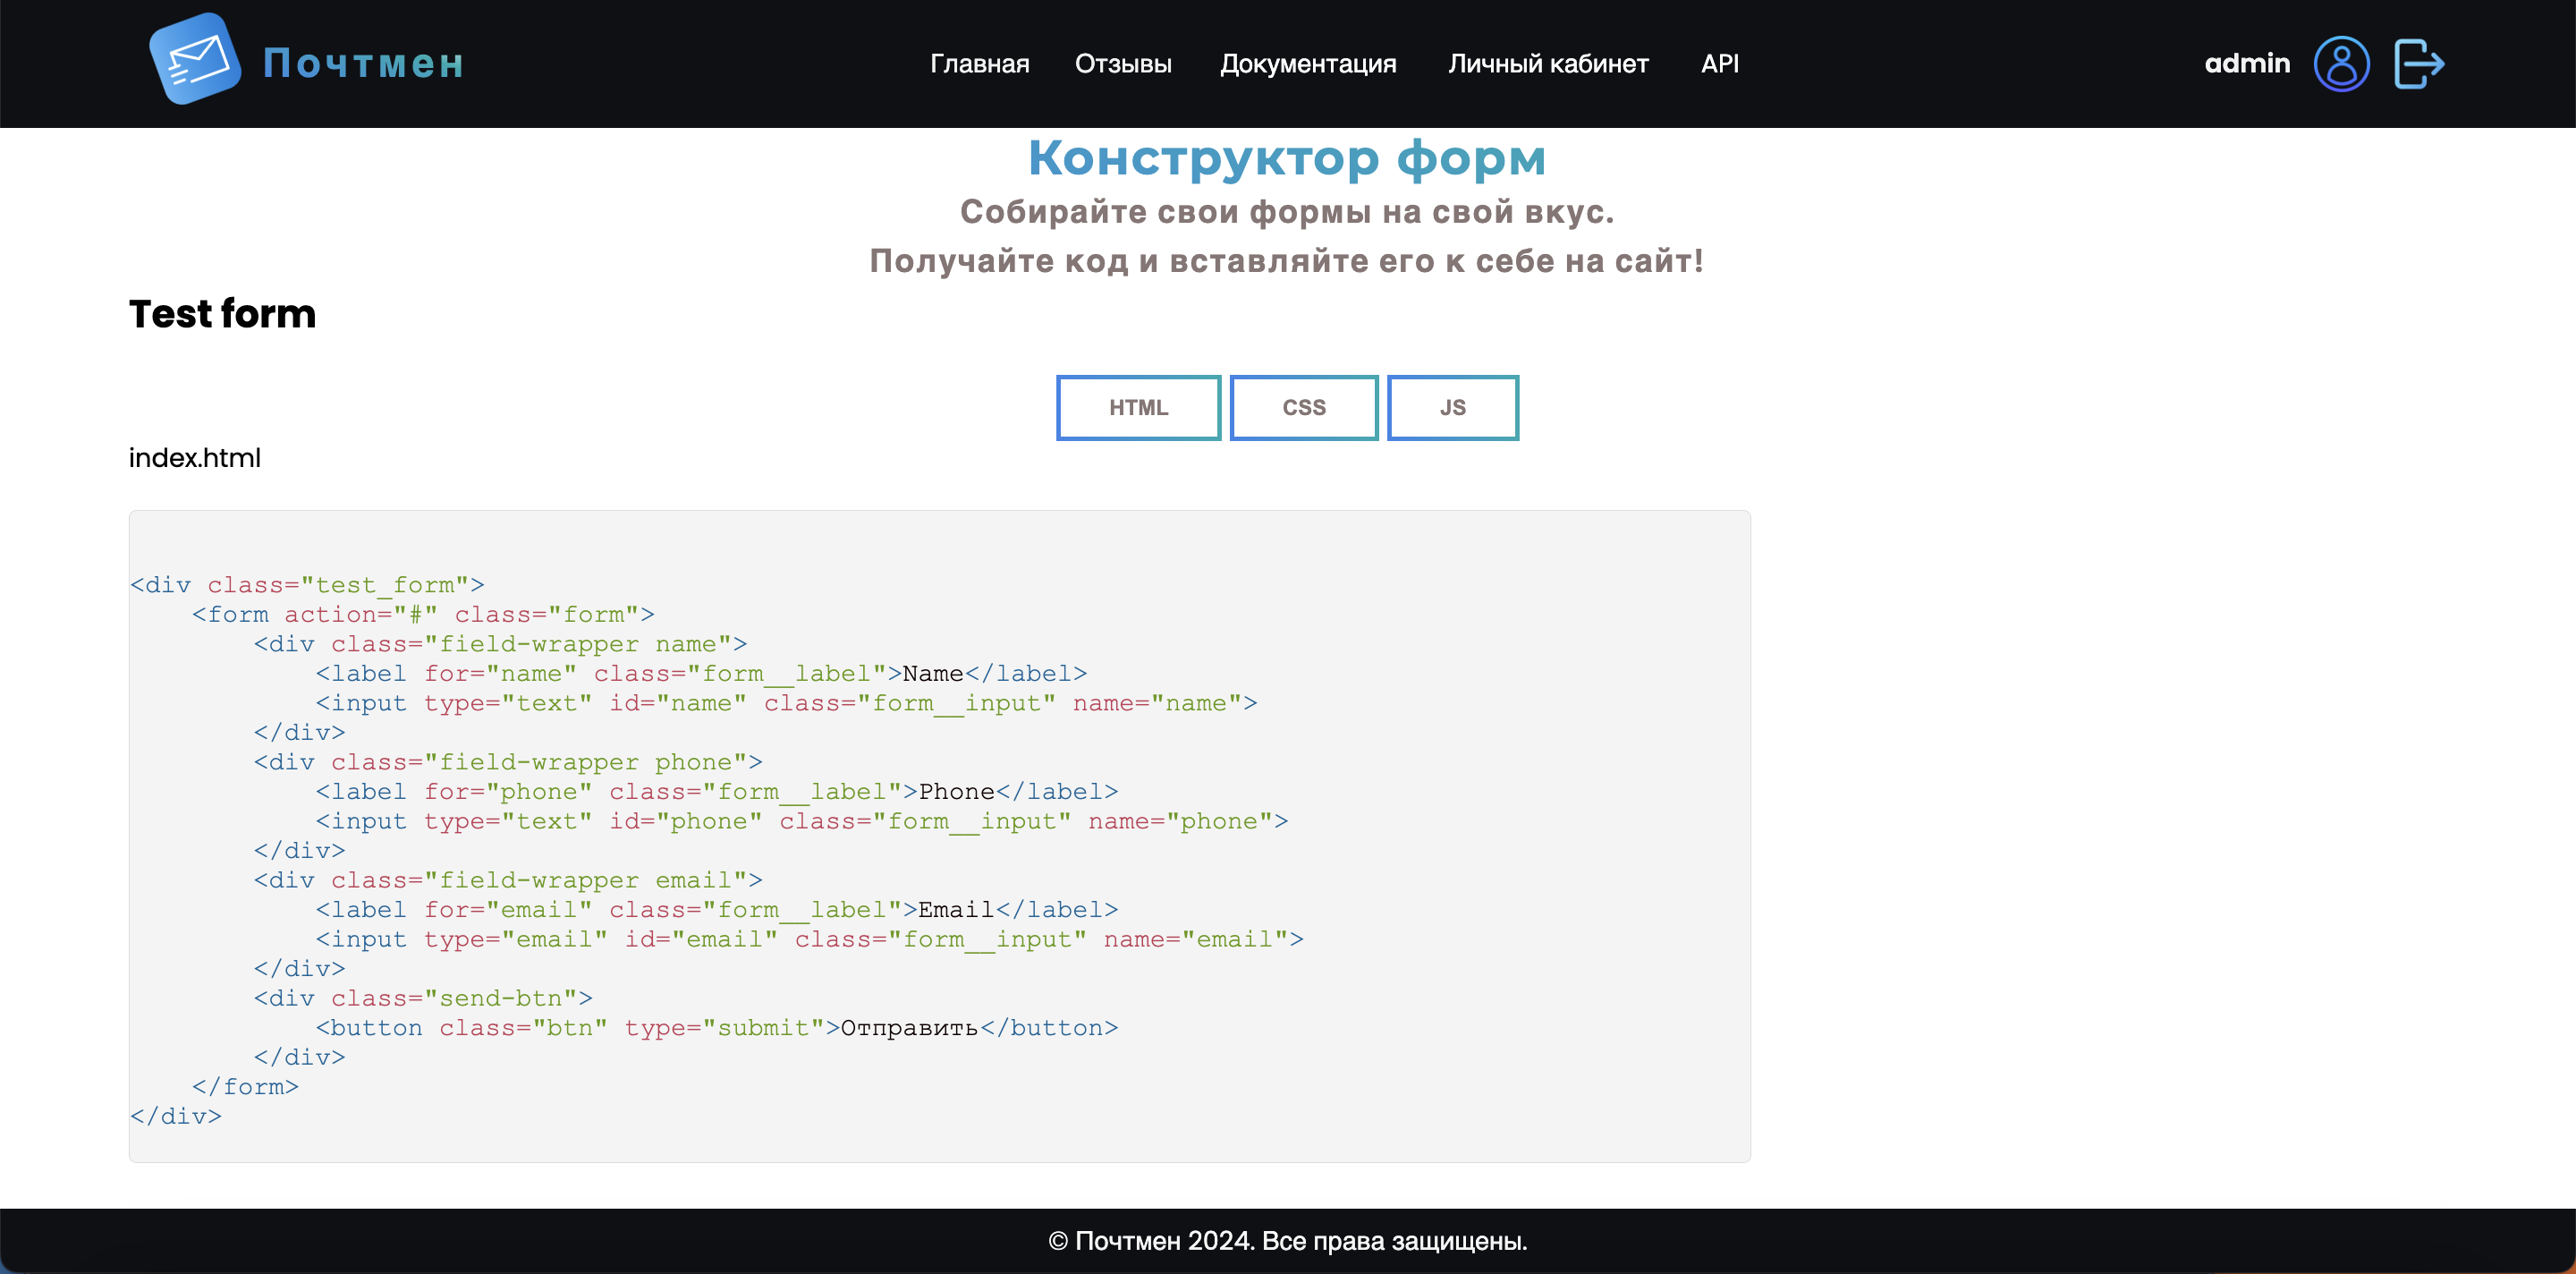 Почтмен
Главная Отзывы Документация Личный кабинет API
admin
Конструктор форм
Собирайте свои формы на свой вкус.
Получайте код и вставляйте его к себе на сайт!
Test form
HTML CSS JS
index.html
<div class="test_form">
    <form action="#" class="form">
        <div class="field-wrapper name">
            <label for="name" class="form__label">Name</label>
            <input type="text" id="name" class="form__input" name="name">
        </div>
        <div class="field-wrapper phone">
            <label for="phone" class="form__label">Phone</label>
            <input type="text" id="phone" class="form__input" name="phone">
        </div>
        <div class="field-wrapper email">
            <label for="email" class="form__label">Email</label>
            <input type="email" id="email" class="form__input" name="email">
        </div>
        <div class="send-btn">
            <button class="btn" type="submit">Отправить</button>
        </div>
    </form>
</div>
© Почтмен 2024. Все права защищены.